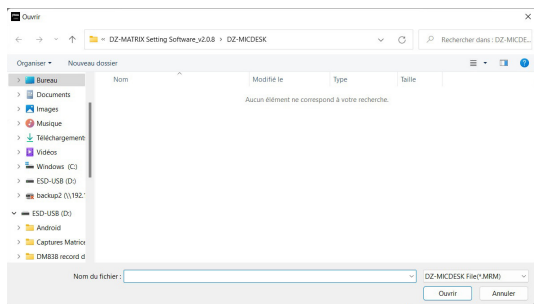 Ouvrir
« DZ-MATRIX Setting Software_v2.0.8 > DZ-MICDESK
Rechercher dans : DZ-MICDE...
Organiser
Nouveau dossier
Nom
Modifié le
Type
Taille
Aucun élément ne correspond à votre recherche.
Bureau
Documents
Images
Musique
Téléchargement
Vidéos
Windows (C:)
ESD-USB (D:)
backup2 (\\192.1
ESD-USB (D:)
Android
Captures Matrice
DM838 record d
Nom du fichier :
DZ-MICDESK File(*.MRM)
Ouvrir
Annuler